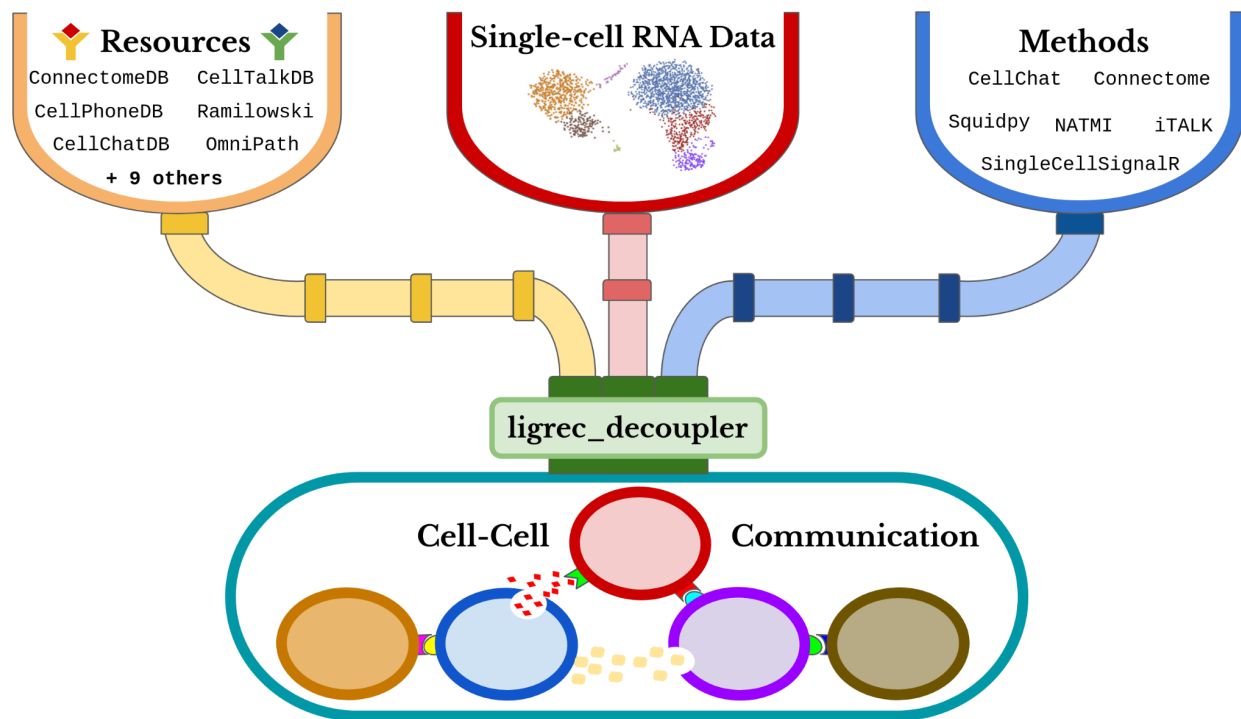 Resources
ConnectomeDB CellTalkDB
CellPhoneDB Ramilowski
CellChatDB OmniPath
+ 9 others
Single-cell RNA Data
Methods
CellChat Connectome
Squidpy NATMI iTALK
SingleCellSignalR
ligrec_decoupler
Cell-Cell Communication